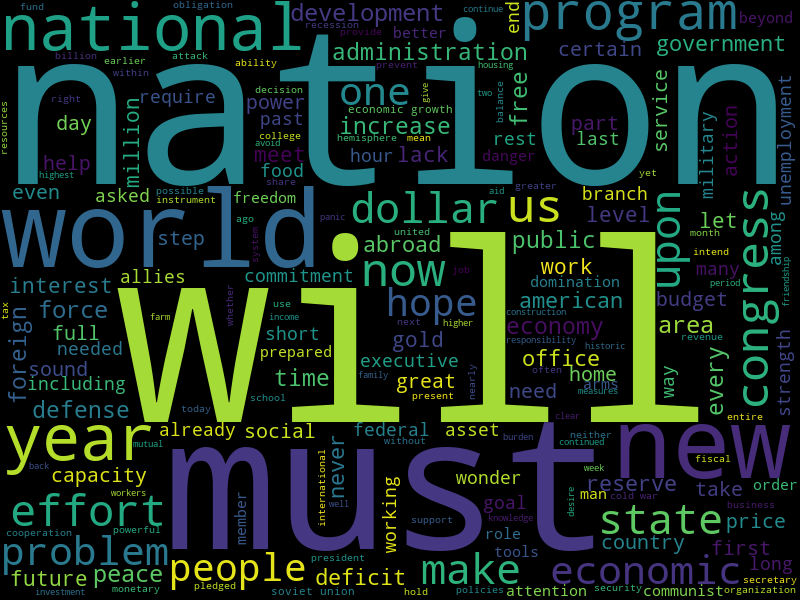 fund
obligation
national
development
continue
end
program
beyond
recession
provide
better
billion
earlier
attack
ability
administration
certain
government
within
prevent
housing
nation
right
decision
require
power
one
give
two
balance
free
service
resources
million
day
past
economic growth
college
increase
rest
part
last
military
action
unemployment
avoid
hemisphere
mean
help
meet
hour
lack
danger
food
yet
highest
even
asked
possible
instrument
share
freedom
aid
greater
branch
among
world
ago
panic
dollar
us
level
let
congress
step
system
united
abroad
public
upon
month
many
intend
allies
commitment
now
work
domination
period
friendship
interest
job
tax
farm
whether
use
income
hope
american
budget
force
short
next
higher
construction
economy
area
strength
foreign
full
needed
prepared
gold
responsibility
historic
revenue
sound
executive
office
including
time
family
great
nearly
often
home
arms
way
every
defense
school
present
need
measures
will
today
clear
entire
year
already
social
federal
asset
burden
neither
new
mutual
without
continued
fiscal
back
capacity
must
never
international
wonder
week
reserve
take
order
workers
working
goal
man
cold war
business
effort
member
well
support
knowledge
desire
state
price
powerful
role
tools
country
cooperation
president
first
problem
people
make
economic
long
future
peace
deficit
secretary
investment
monetary
pledged
soviet union
hold
policies
attention
security
communist
organization